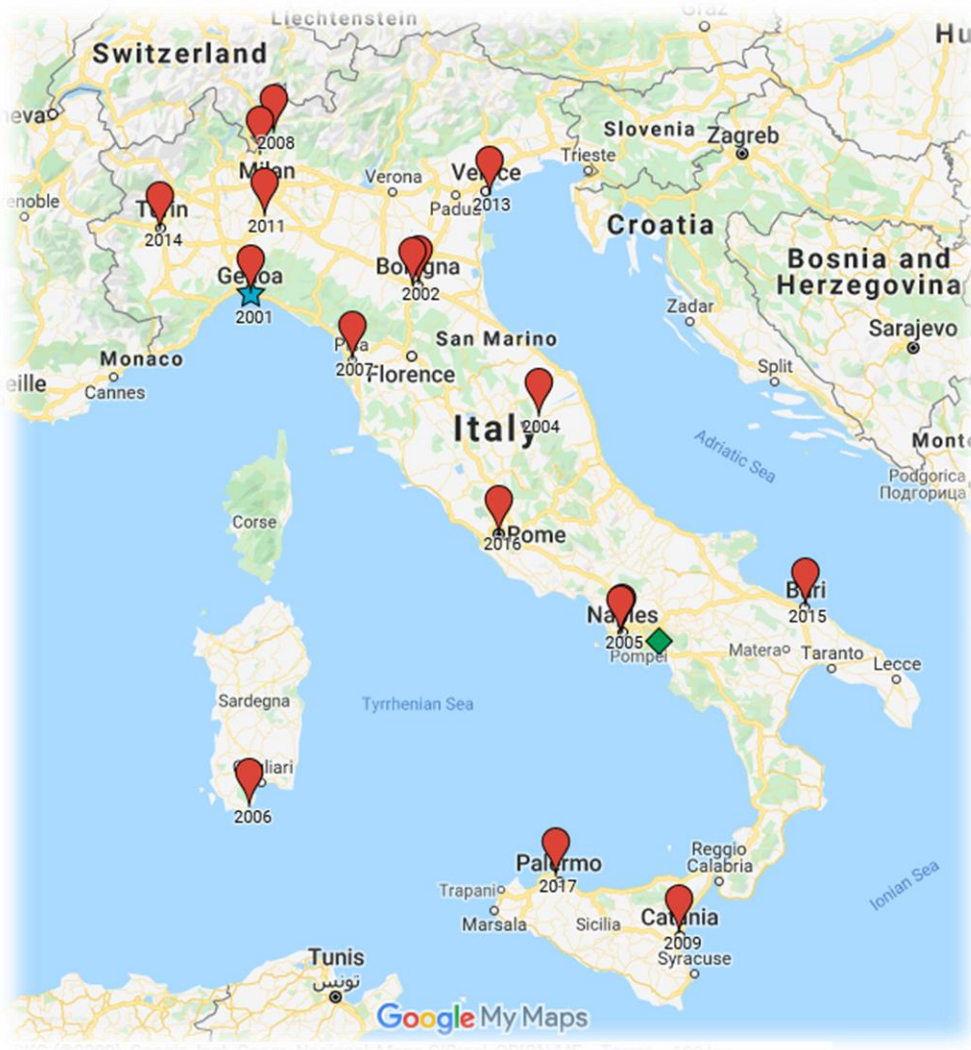 Liechtenstein
Graz
Switzerland
Hu
neva
2008
Slovenia
Zagreb
Milan
Verona
Venice
Trieste
enoble
Turin
Padua
2013
2014
2011
Croatia
Bologna
Genoa
2002
Bosnia and
Herzegovina
2001
Zadar
Sarajevo
San Marino
Pisa
Monaco
2007
Florence
Split
eille
Cannes
Italy
2004
Adriatic Sea
Mont
Podgorica
Подгорица
Corse
2016
Rome
Bari
Naples
2015
2005
Pompei
Matera
Taranto
Lecce
Sardegna
Tyrrhenian Sea
Cagliari
2006
Reggio
Calabria
Palermo
2017
Trapani
Ionian Sea
Marsala
Sicilia
Catania
2009
Syracuse
Tunis
تونس
Google My Maps